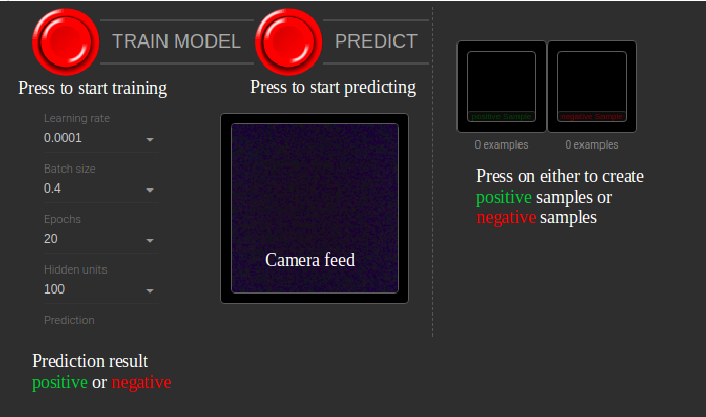 TRAIN MODEL
PREDICT
Press to start training
Press to start predicting
Learning rate
0.0001
Batch size
0.4
Epochs
20
Hidden units
100
Prediction
Prediction result
positive or negative
Camera feed
positive Sample
negative Sample
0 examples
0 examples
Press on either to create
positive samples or
negative samples